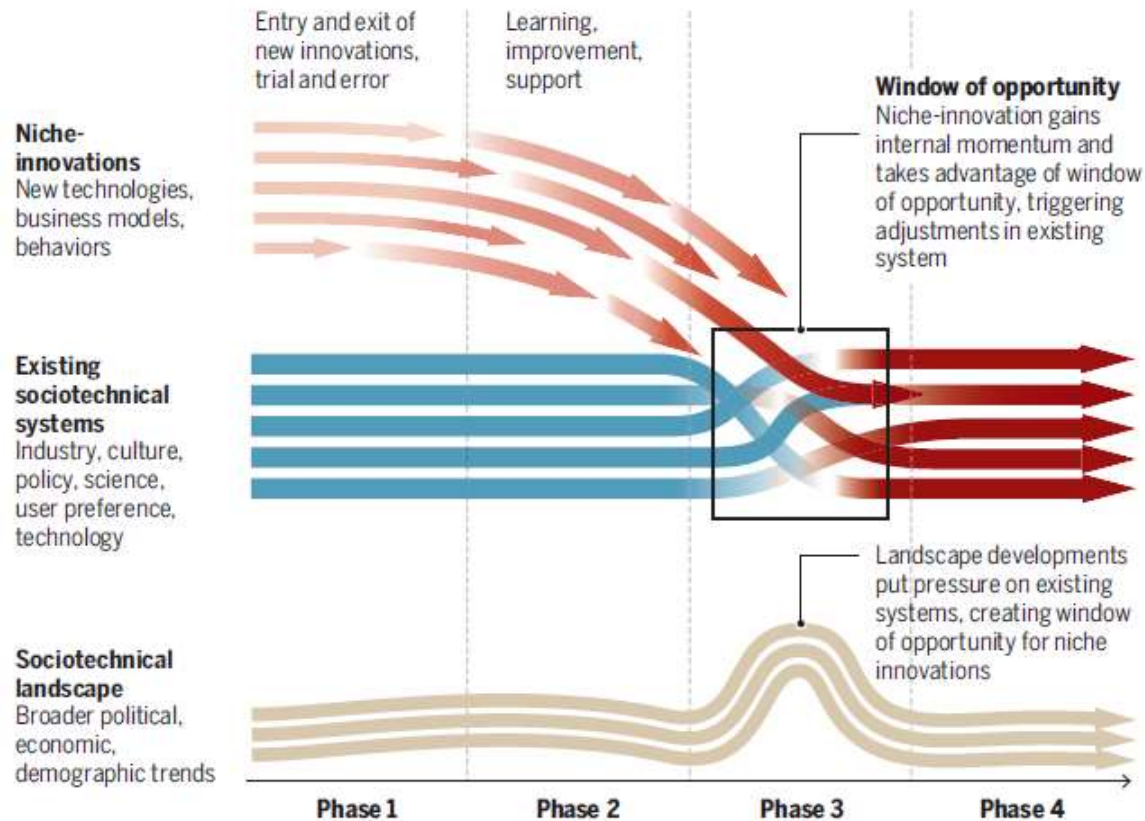 Entry and exit of
new innovations,
trial and error
Learning,
improvement,
support
Window of opportunity
Niche-innovation gains
internal momentum and
takes advantage of window
of opportunity, triggering
adjustments in existing
system
Niche-
innovations
New technologies,
business models,
behaviors
Existing
sociotechnical
systems
Industry, culture,
policy, science,
user preference,
technology
Landscape developments
put pressure on existing
systems, creating window
of opportunity for niche
innovations
Sociotechnical
landscape
Broader political,
economic,
demographic trends
Phase 1
Phase 2
Phase 3
Phase 4